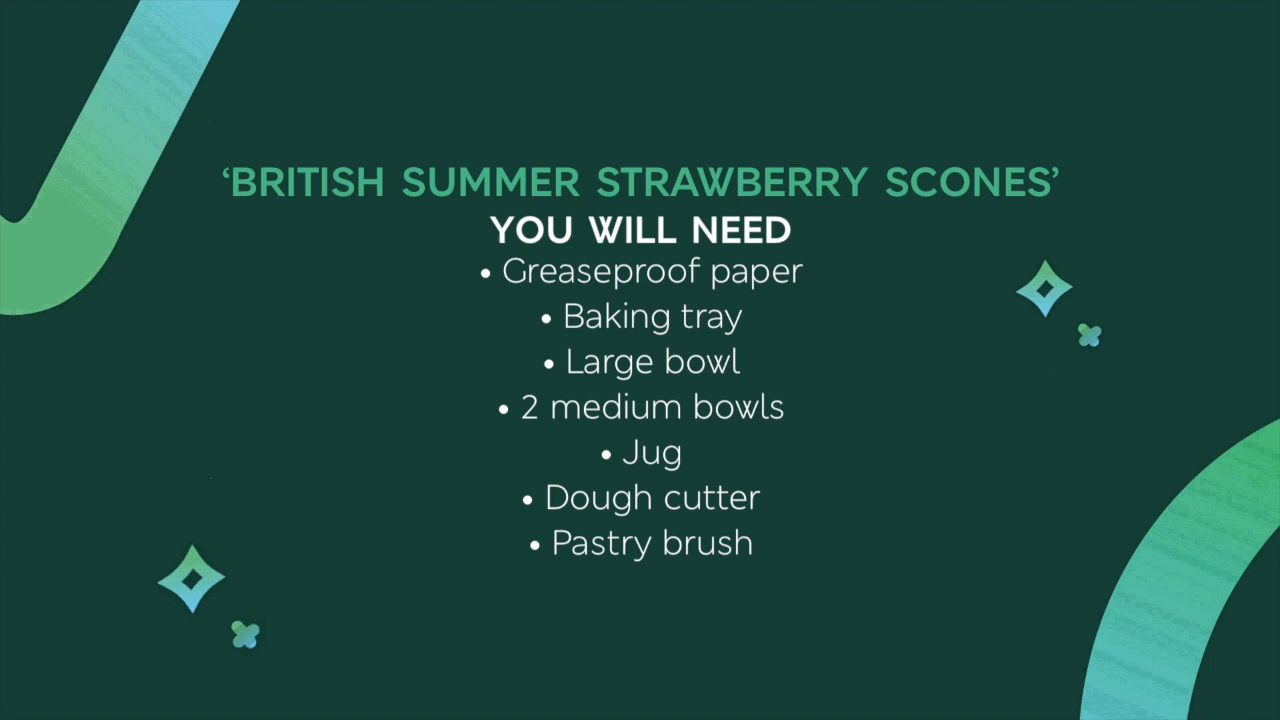 ‘BRITISH SUMMER STRAWBERRY SCONES’
YOU WILL NEED
• Greaseproof paper
• Baking tray
• Large bowl
• 2 medium bowls
• Jug
• Dough cutter
• Pastry brush